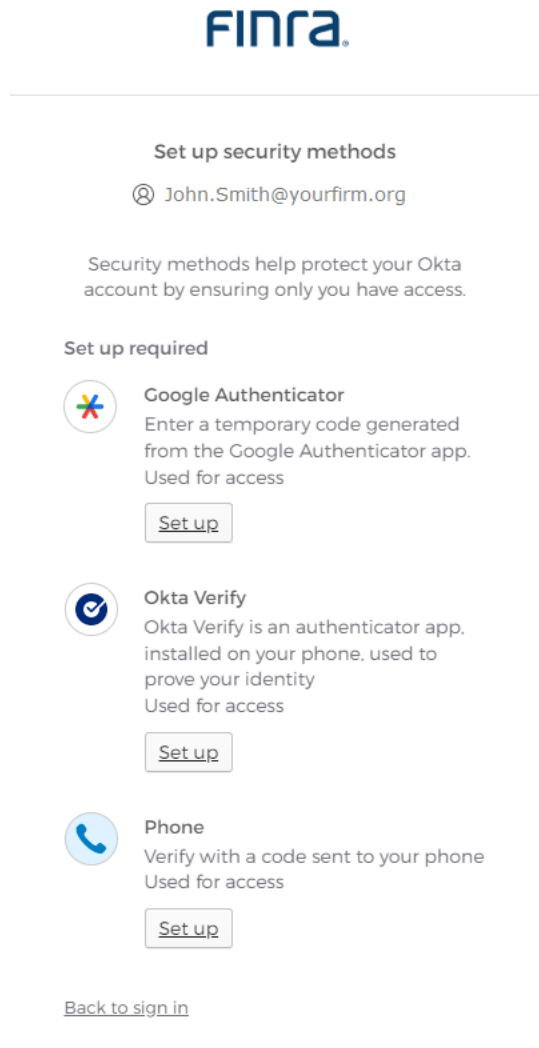 FINRA.
Set up security methods
John.Smith@yourfirm.org
Security methods help protect your Okta
account by ensuring only you have access.
Set up required
Google Authenticator
Enter a temporary code generated
from the Google Authenticator app.
Used for access
Set up
Okta Verify
Okta Verify is an authenticator app,
installed on your phone, used to
prove your identity
Used for access
Set up
Phone
Verify with a code sent to your phone
Used for access
Set up
Back to sign in